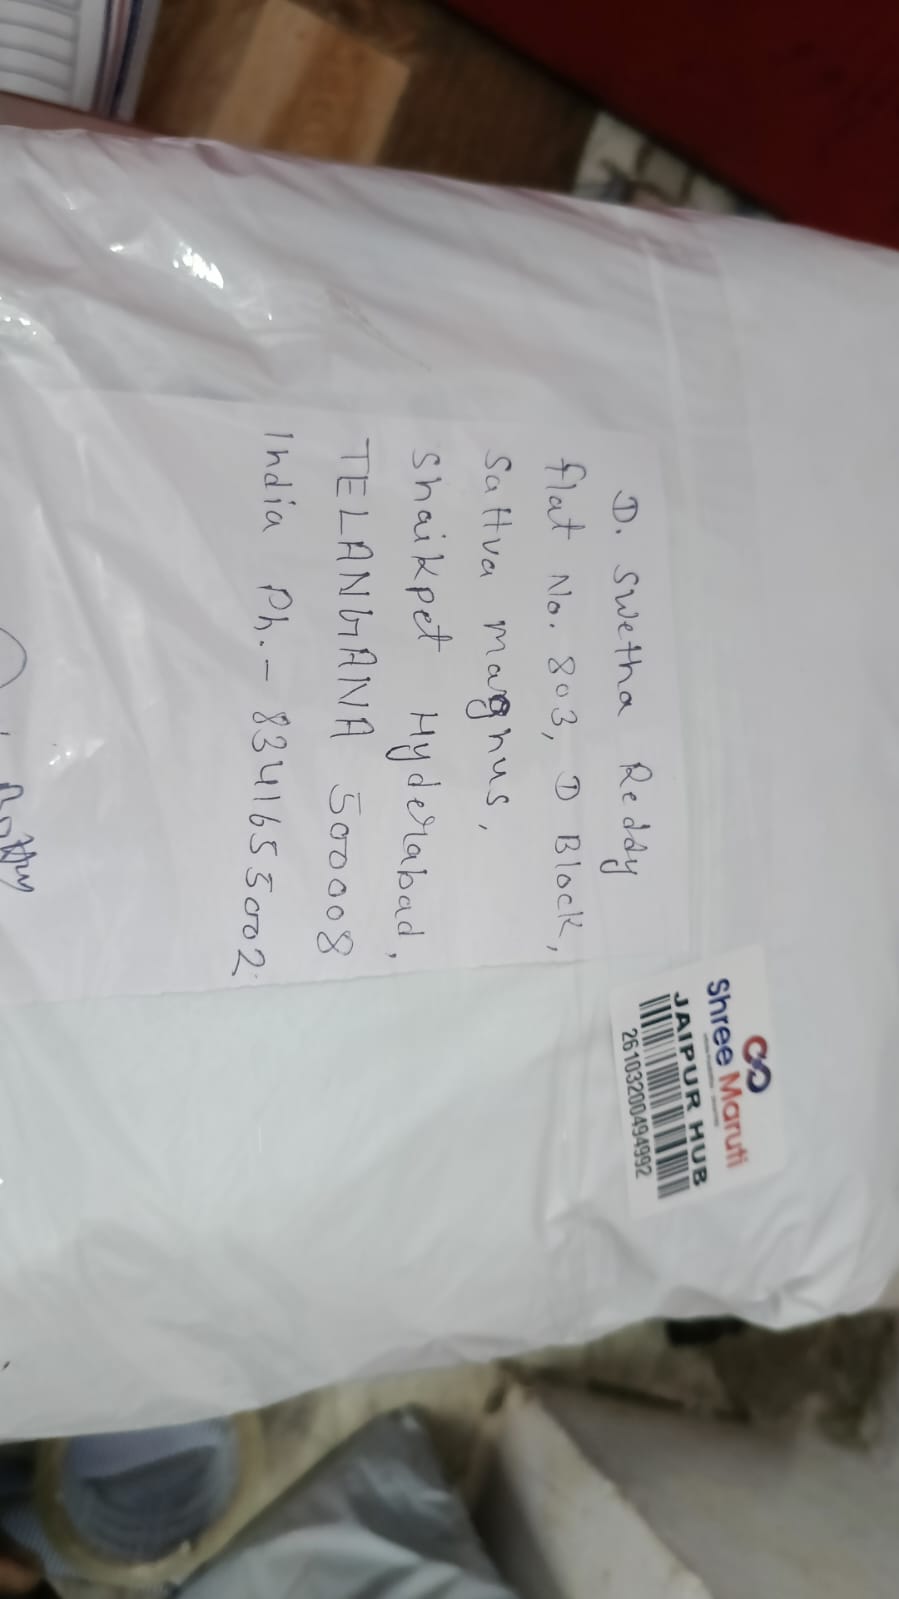 D. Swetha Reddy
flat No. 803, D Block,
Sattva magnus,
Shaikpet Hyderabad,
TELANGANA 500008
India Ph. - 8341655002
Shree Maruti
JAIPUR HUB
26103200494992